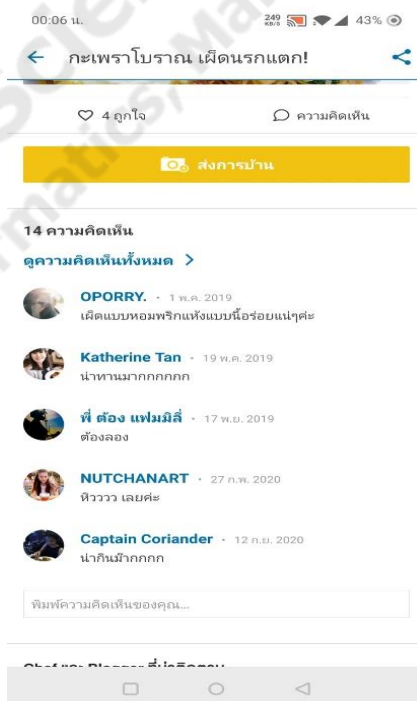 00:06 น.
249 KB/S
43%
กะเพราโบราณ เผ็ดนรกแตก!
4 ถูกใจ
ความคิดเห็น
ส่งการบ้าน
14 ความคิดเห็น
ดูความคิดเห็นทั้งหมด
OPORRY. · 1 พ.ค. 2019
เผ็ดแบบหอมพริกแห้งแบบนี้อร่อยแน่ๆค่ะ
Katherine Tan · 19 พ.ค. 2019
น่าทานมากกกกกก
พี่ ต้อง แฟมมิลี่ · 17 พ.ย. 2019
ต้องลอง
NUTCHANART · 27 ก.พ. 2020
หิวววว เลยค่ะ
Captain Coriander · 12 ก.ย. 2020
น่ากินม๊ากกกก
พิมพ์ความคิดเห็นของคุณ...